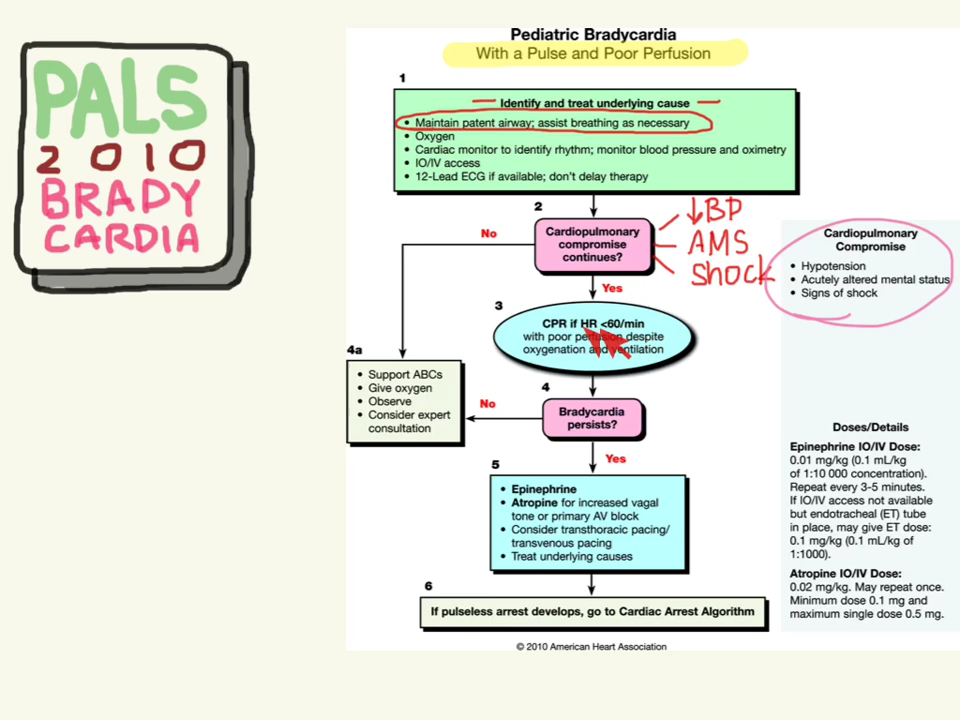 PALS
2010
BRADY
CARDIA
Pediatric Bradycardia
With a Pulse and Poor Perfusion
1
Identify and treat underlying cause
• Maintain patent airway; assist breathing as necessary
• Oxygen
• Cardiac monitor to identify rhythm; monitor blood pressure and oximetry
• IO/IV access
• 12-Lead ECG if available; don't delay therapy
2
Cardiopulmonary
compromise
continues?
No
Yes
↓BP
AMS
Shock
Cardiopulmonary
Compromise
• Hypotension
• Acutely altered mental status
• Signs of shock
3
CPR if HR <60/min
with poor perfusion despite
oxygenation and ventilation
4a
• Support ABCs
• Give oxygen
• Observe
• Consider expert
consultation
4
Bradycardia
persists?
No
Yes
5
• Epinephrine
• Atropine for increased vagal
tone or primary AV block
• Consider transthoracic pacing/
transvenous pacing
• Treat underlying causes
6
If pulseless arrest develops, go to Cardiac Arrest Algorithm
Doses/Details
Epinephrine IO/IV Dose:
0.01 mg/kg (0.1 mL/kg
of 1:10 000 concentration).
Repeat every 3-5 minutes.
If IO/IV access not available
but endotracheal (ET) tube
in place, may give ET dose:
0.1 mg/kg (0.1 mL/kg of
1:1000).
Atropine IO/IV Dose:
0.02 mg/kg. May repeat once.
Minimum dose 0.1 mg and
maximum single dose 0.5 mg.
© 2010 American Heart Association